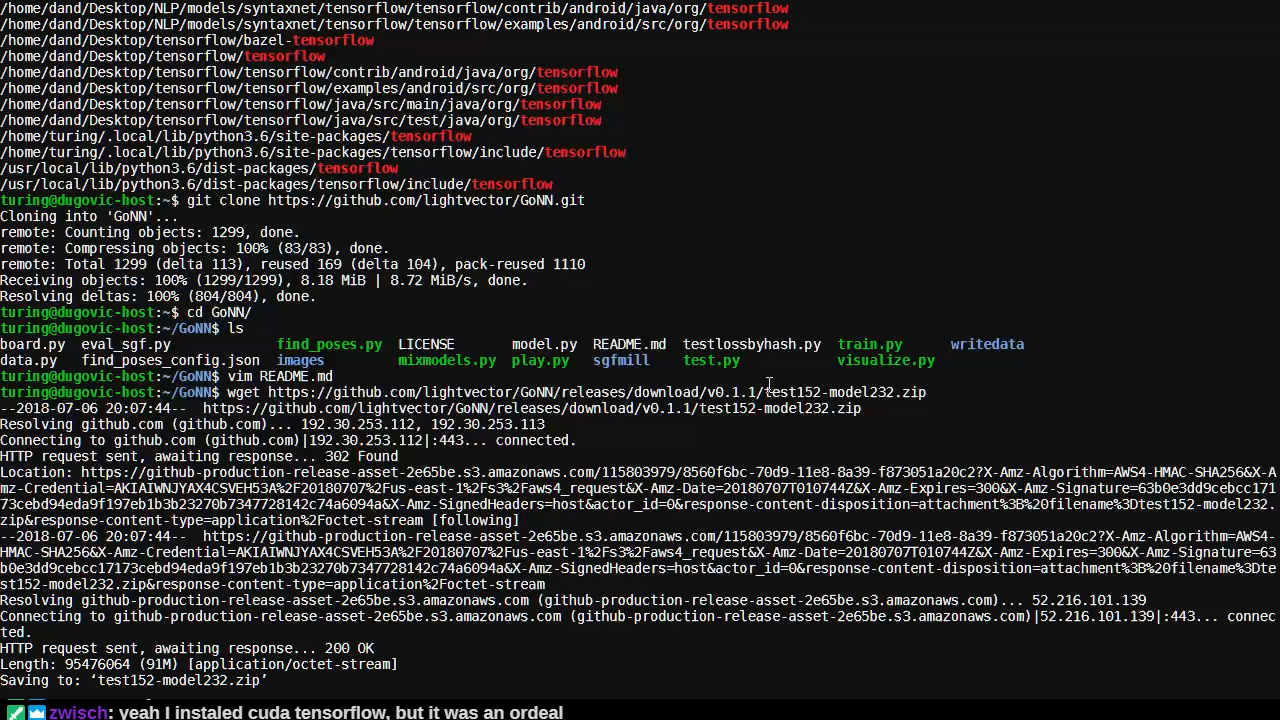 /home/dand/Desktop/NLP/models/syntaxnet/tensorflow/tensorflow/contrib/android/java/org/tensorflow
/home/dand/Desktop/NLP/models/syntaxnet/tensorflow/tensorflow/examples/android/src/org/tensorflow
/home/dand/Desktop/tensorflow/bazel-tensorflow
/home/dand/Desktop/tensorflow/tensorflow
/home/dand/Desktop/tensorflow/tensorflow/contrib/android/java/org/tensorflow
/home/dand/Desktop/tensorflow/tensorflow/examples/android/src/org/tensorflow
/home/dand/Desktop/tensorflow/tensorflow/java/src/main/java/org/tensorflow
/home/dand/Desktop/tensorflow/tensorflow/java/src/test/java/org/tensorflow
/home/turing/.local/lib/python3.6/site-packages/tensorflow
/home/turing/.local/lib/python3.6/site-packages/tensorflow/include/tensorflow
/usr/local/lib/python3.6/dist-packages/tensorflow
/usr/local/lib/python3.6/dist-packages/tensorflow/include/tensorflow
turing@dugovic-host:~$ git clone https://github.com/lightvector/GoNN.git
Cloning into 'GoNN'...
remote: Counting objects: 1299, done.
remote: Compressing objects: 100% (83/83), done.
remote: Total 1299 (delta 113), reused 169 (delta 104), pack-reused 1110
Receiving objects: 100% (1299/1299), 8.18 MiB | 8.72 MiB/s, done.
Resolving deltas: 100% (804/804), done.
turing@dugovic-host:~$ cd GoNN/
turing@dugovic-host:~/GoNN$ ls
board.py  eval_sgf.py             find_poses.py  LICENSE       model.py  README.md  testlossbyhash.py  train.py      writedata
data.py   find_poses_config.json  images         mixmodels.py  play.py   sgfmill    test.py            visualize.py
turing@dugovic-host:~/GoNN$ vim README.md
turing@dugovic-host:~/GoNN$ wget https://github.com/lightvector/GoNN/releases/download/v0.1.1/test152-model232.zip
--2018-07-06 20:07:44--  https://github.com/lightvector/GoNN/releases/download/v0.1.1/test152-model232.zip
Resolving github.com (github.com)... 192.30.253.112, 192.30.253.113
Connecting to github.com (github.com)|192.30.253.112|:443... connected.
HTTP request sent, awaiting response... 302 Found
Location: https://github-production-release-asset-2e65be.s3.amazonaws.com/115803979/8560f6bc-70d9-11e8-8a39-f873051a20c2?X-Amz-Algorithm=AWS4-HMAC-SHA256&X-A
mz-Credential=AKIAIWNJYAX4CSVEH53A%2F20180707%2Fus-east-1%2Fs3%2Faws4_request&X-Amz-Date=20180707T010744Z&X-Amz-Expires=300&X-Amz-Signature=63b0e3dd9cebcc171
73cebd94eda9f197eb1b3b23270b7347728142c74a6094a&X-Amz-SignedHeaders=host&actor_id=0&response-content-disposition=attachment%3B%20filename%3Dtest152-model232.
zip&response-content-type=application%2Foctet-stream [following]
--2018-07-06 20:07:44--  https://github-production-release-asset-2e65be.s3.amazonaws.com/115803979/8560f6bc-70d9-11e8-8a39-f873051a20c2?X-Amz-Algorithm=AWS4-
HMAC-SHA256&X-Amz-Credential=AKIAIWNJYAX4CSVEH53A%2F20180707%2Fus-east-1%2Fs3%2Faws4_request&X-Amz-Date=20180707T010744Z&X-Amz-Expires=300&X-Amz-Signature=63
b0e3dd9cebcc17173cebd94eda9f197eb1b3b23270b7347728142c74a6094a&X-Amz-SignedHeaders=host&actor_id=0&response-content-disposition=attachment%3B%20filename%3Dte
st152-model232.zip&response-content-type=application%2Foctet-stream
Resolving github-production-release-asset-2e65be.s3.amazonaws.com (github-production-release-asset-2e65be.s3.amazonaws.com)... 52.216.101.139
Connecting to github-production-release-asset-2e65be.s3.amazonaws.com (github-production-release-asset-2e65be.s3.amazonaws.com)|52.216.101.139|:443... connec
ted.
HTTP request sent, awaiting response... 200 OK
Length: 95476064 (91M) [application/octet-stream]
Saving to: ‘test152-model232.zip’
zwisch: yeah I instaled cuda tensorflow, but it was an ordeal